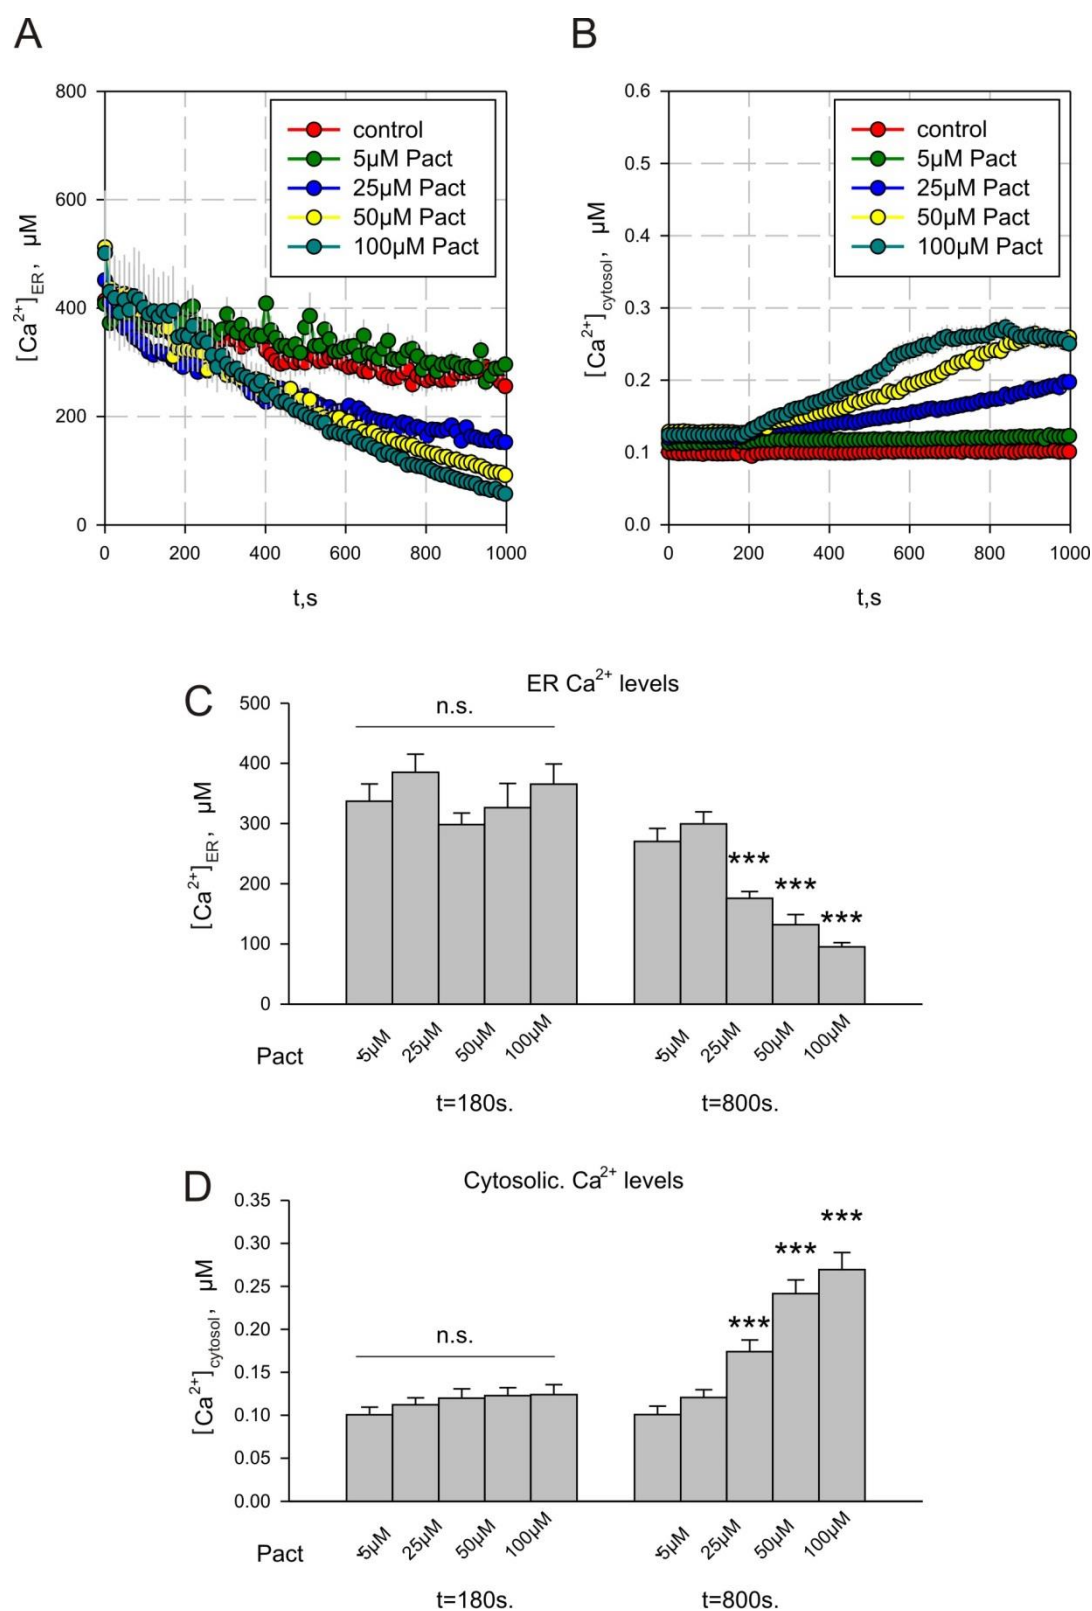 A
800
600
400
200
0
[Ca²⁺]ER, µM
control
5µM Pact
25µM Pact
50µM Pact
100µM Pact
0 200 400 600 800 1000
t,s
B
0.6
0.5
0.4
0.3
0.2
0.1
0.0
[Ca²⁺]cytosol, µM
control
5µM Pact
25µM Pact
50µM Pact
100µM Pact
0 200 400 600 800 1000
t,s
C
ER Ca²⁺ levels
500
400
300
200
100
0
[Ca²⁺]ER, µM
n.s.
***
***
***
Pact
-
5µM
25µM
50µM
100µM
-
5µM
25µM
50µM
100µM
t=180s. t=800s.
D
Cytosolic. Ca²⁺ levels
0.35
0.30
0.25
0.20
0.15
0.10
0.05
0.00
[Ca²⁺]cytosol, µM
n.s.
***
***
***
Pact
-
5µM
25µM
50µM
100µM
-
5µM
25µM
50µM
100µM
t=180s. t=800s.